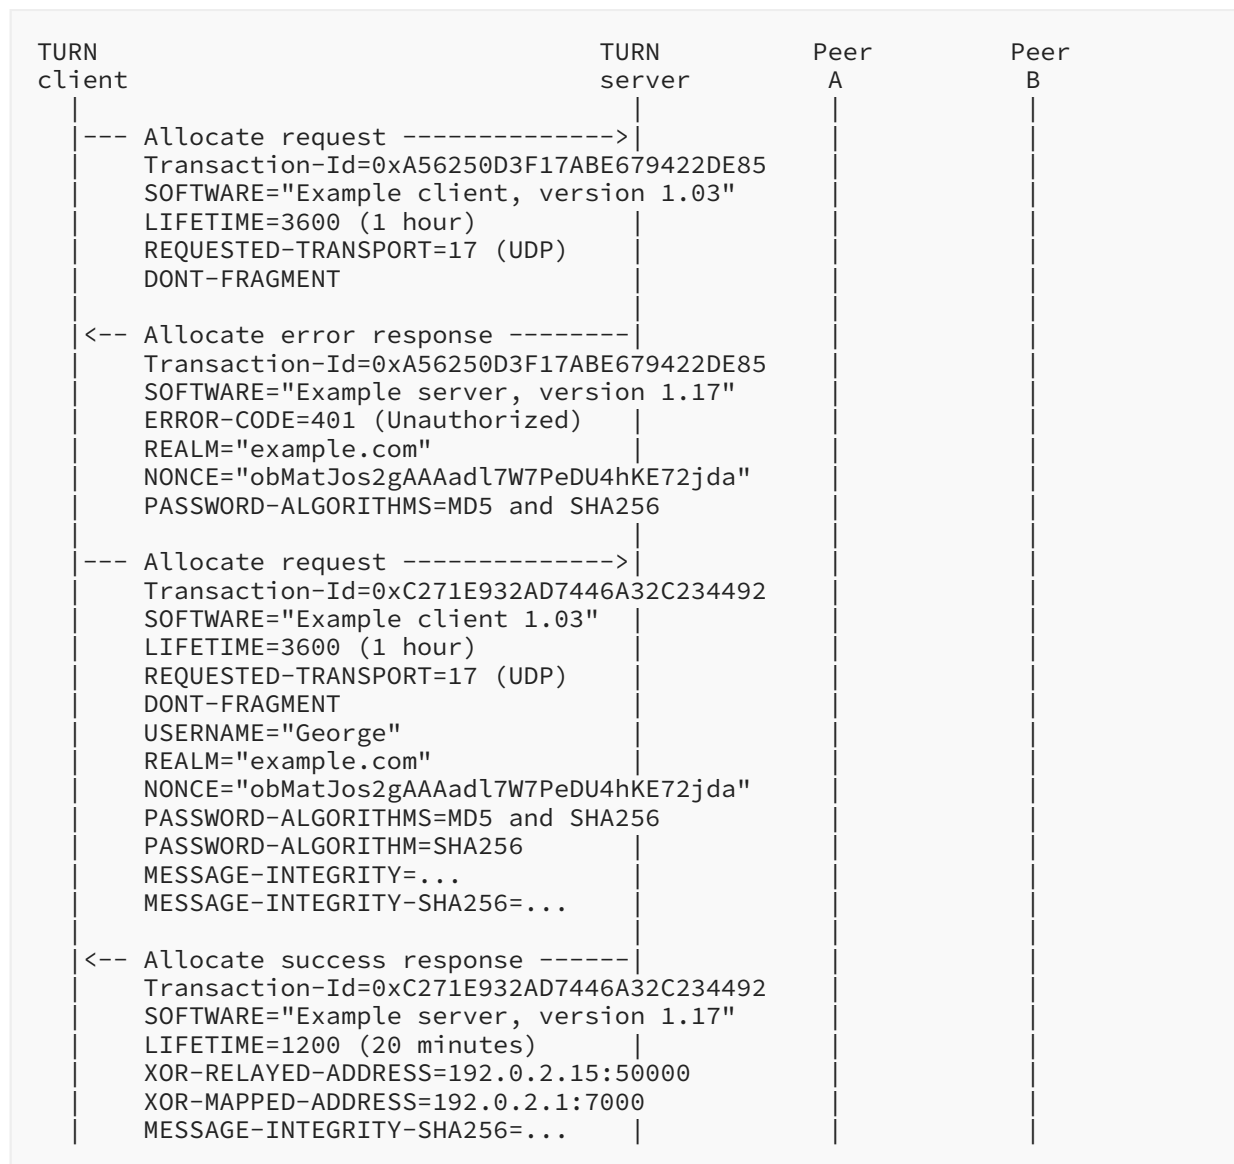 TURN                                 TURN          Peer         Peer
client                               server         A            B
  |                                    |            |            |
  |--- Allocate request -------------->|            |            |
  |    Transaction-Id=0xA56250D3F17ABE679422DE85    |            |
  |    SOFTWARE="Example client, version 1.03"      |            |
  |    LIFETIME=3600 (1 hour)          |            |            |
  |    REQUESTED-TRANSPORT=17 (UDP)    |            |            |
  |    DONT-FRAGMENT                   |            |            |
  |                                    |            |            |
  |<-- Allocate error response --------|            |            |
  |    Transaction-Id=0xA56250D3F17ABE679422DE85    |            |
  |    SOFTWARE="Example server, version 1.17"      |            |
  |    ERROR-CODE=401 (Unauthorized)   |            |            |
  |    REALM="example.com"             |            |            |
  |    NONCE="obMatJos2gAAAadl7W7PeDU4hKE72jda"     |            |
  |    PASSWORD-ALGORITHMS=MD5 and SHA256           |            |
  |                                    |            |            |
  |--- Allocate request -------------->|            |            |
  |    Transaction-Id=0xC271E932AD7446A32C234492    |            |
  |    SOFTWARE="Example client 1.03"  |            |            |
  |    LIFETIME=3600 (1 hour)          |            |            |
  |    REQUESTED-TRANSPORT=17 (UDP)    |            |            |
  |    DONT-FRAGMENT                   |            |            |
  |    USERNAME="George"               |            |            |
  |    REALM="example.com"             |            |            |
  |    NONCE="obMatJos2gAAAadl7W7PeDU4hKE72jda"     |            |
  |    PASSWORD-ALGORITHMS=MD5 and SHA256           |            |
  |    PASSWORD-ALGORITHM=SHA256       |            |            |
  |    MESSAGE-INTEGRITY=...           |            |            |
  |    MESSAGE-INTEGRITY-SHA256=...    |            |            |
  |                                    |            |            |
  |<-- Allocate success response ------|            |            |
  |    Transaction-Id=0xC271E932AD7446A32C234492    |            |
  |    SOFTWARE="Example server, version 1.17"      |            |
  |    LIFETIME=1200 (20 minutes)      |            |            |
  |    XOR-RELAYED-ADDRESS=192.0.2.15:50000         |            |
  |    XOR-MAPPED-ADDRESS=192.0.2.1:7000            |            |
  |    MESSAGE-INTEGRITY-SHA256=...    |            |            |